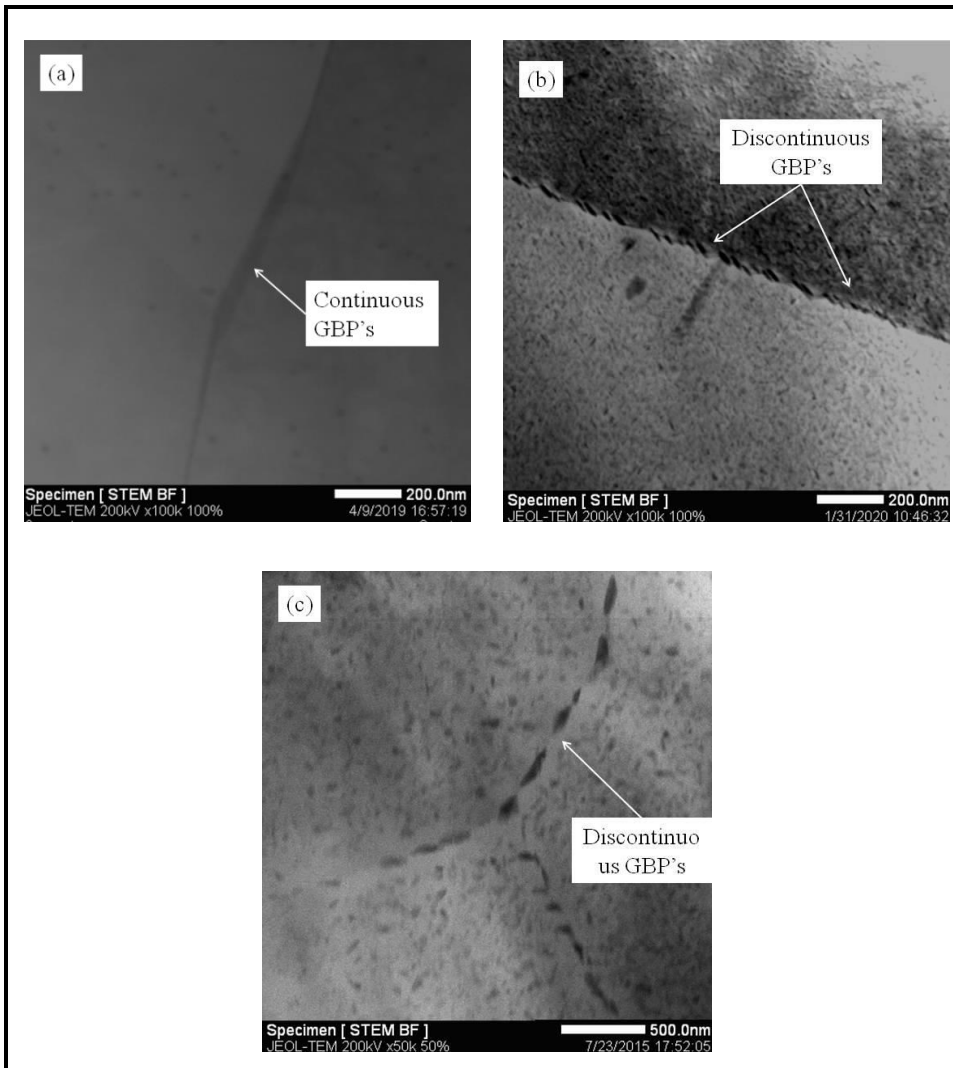 (a)
Continuous
GBP's
Specimen [ STEM BF ] 200.0nm
JEOL-TEM 200kV x100k 100% 4/9/2019 16:57:19
(b)
Discontinuous
GBP's
Specimen [ STEM BF ] 200.0nm
JEOL-TEM 200kV x100k 100% 1/31/2020 10:46:32
(c)
Discontinuo
us GBP's
Specimen [ STEM BF ] 500.0nm
JEOL-TEM 200kV x50k 50% 7/23/2015 17:52:05